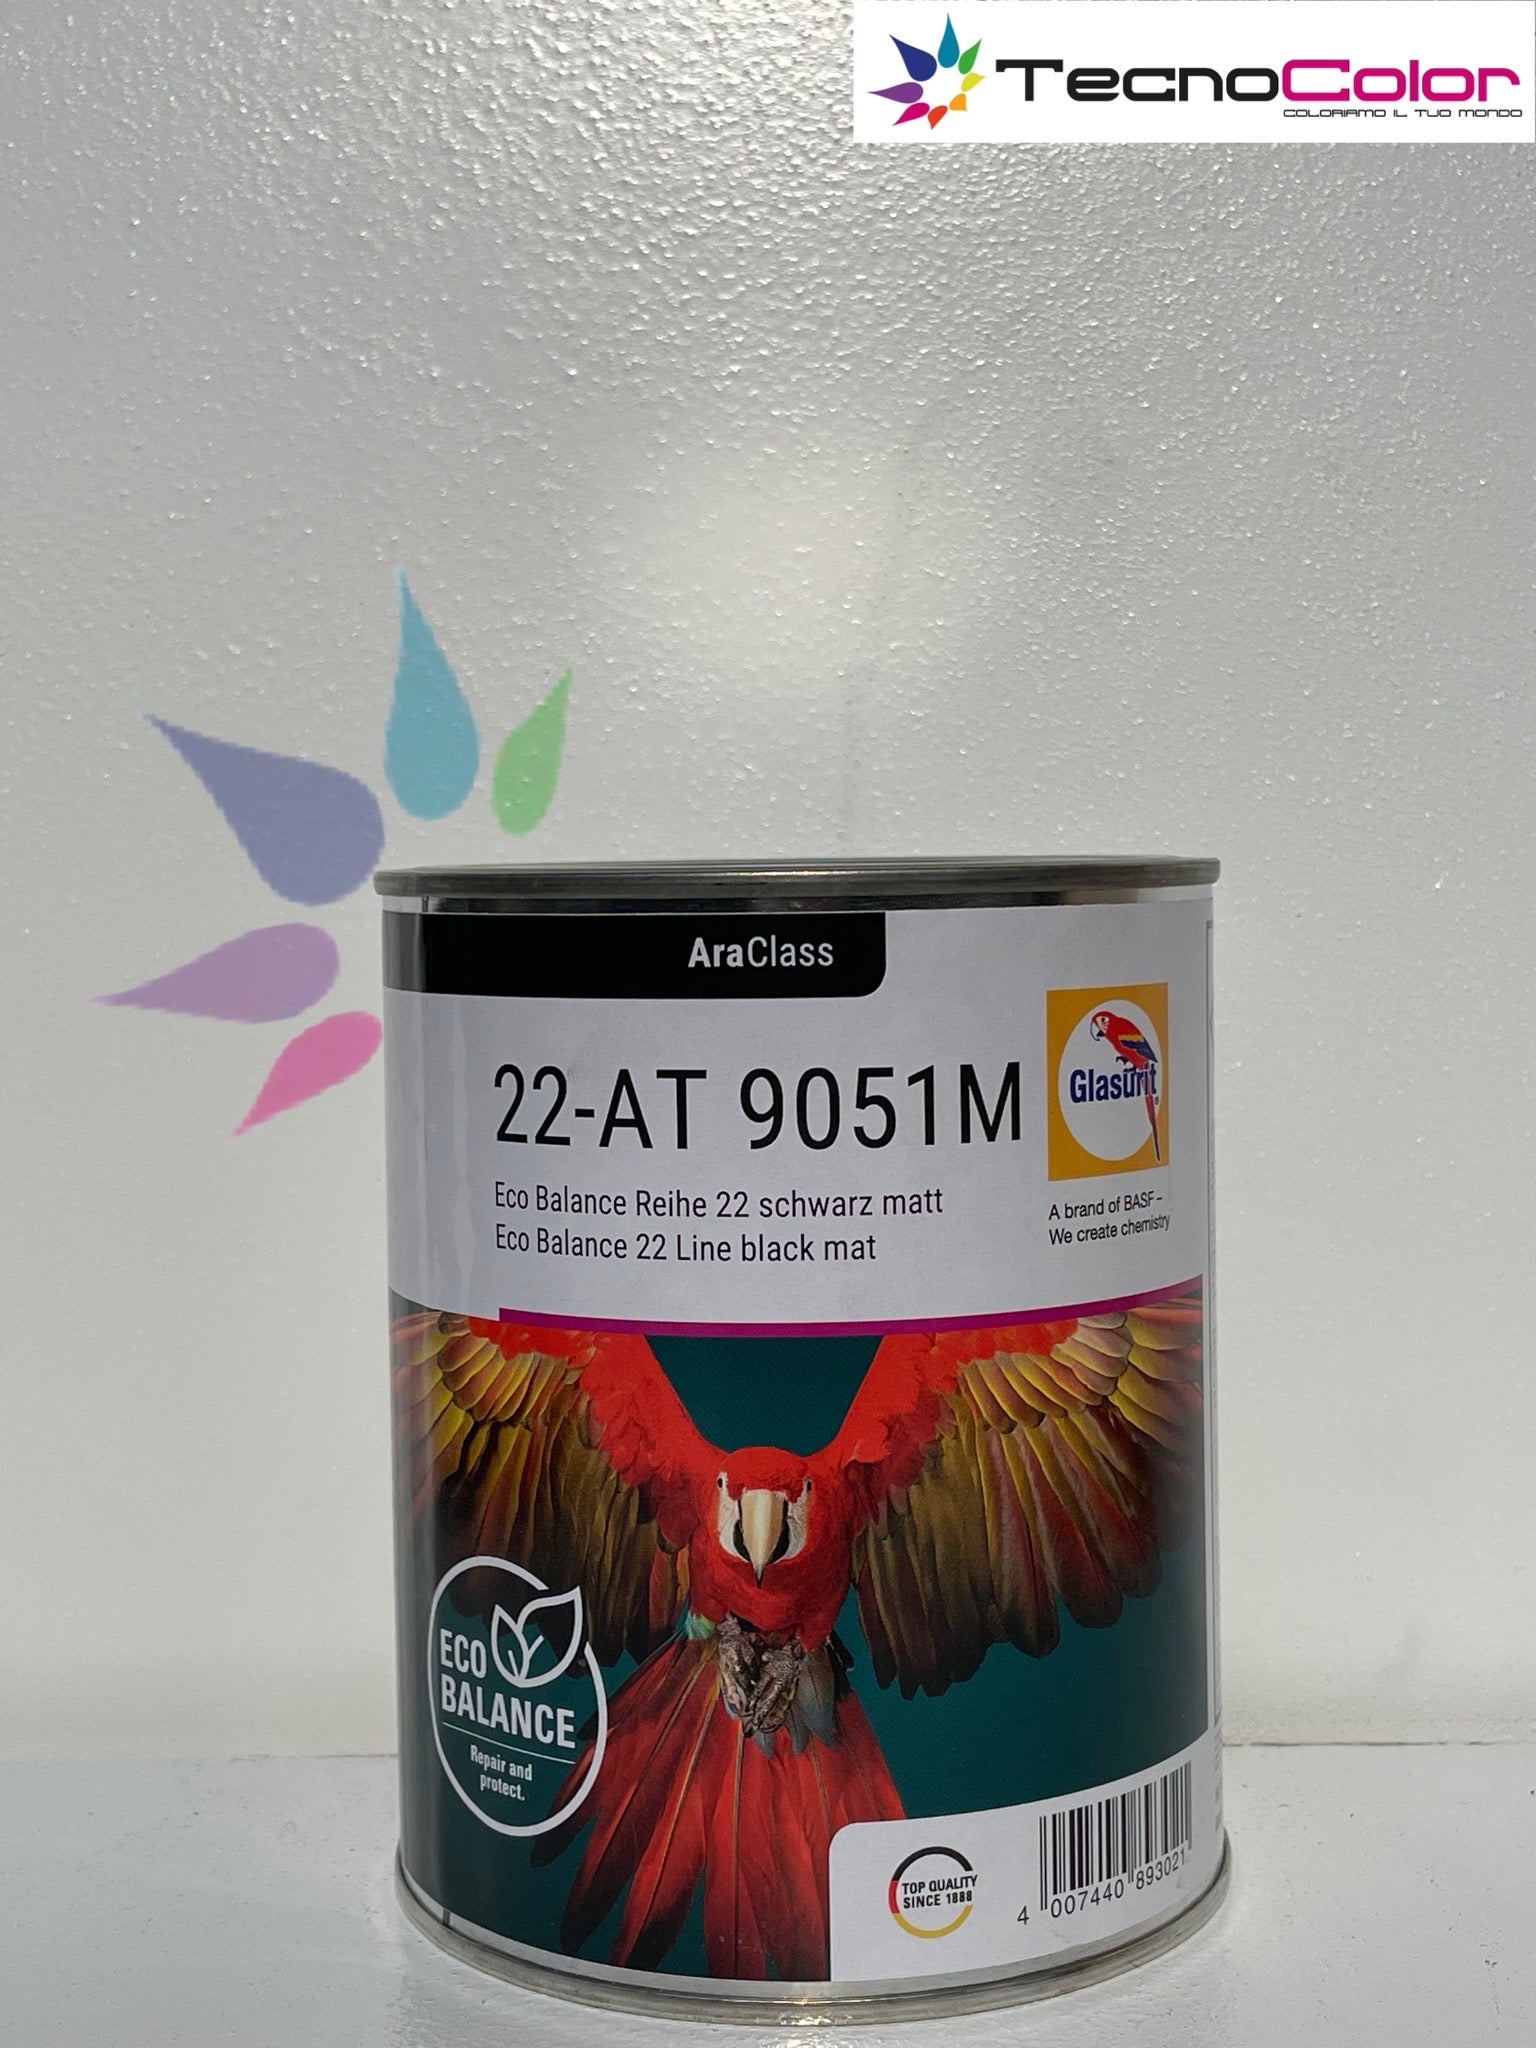 TecnoColor
COLORIAMO IL TUO MONDO
AraClass
22-AT 9051M
Glasurit
Eco Balance Reihe 22 schwarz matt
Eco Balance 22 Line black mat
A brand of BASF –
We create chemistry
ECO
BALANCE
Repair and
protect.
TOP QUALITY
SINCE 1888
4 007440 893021